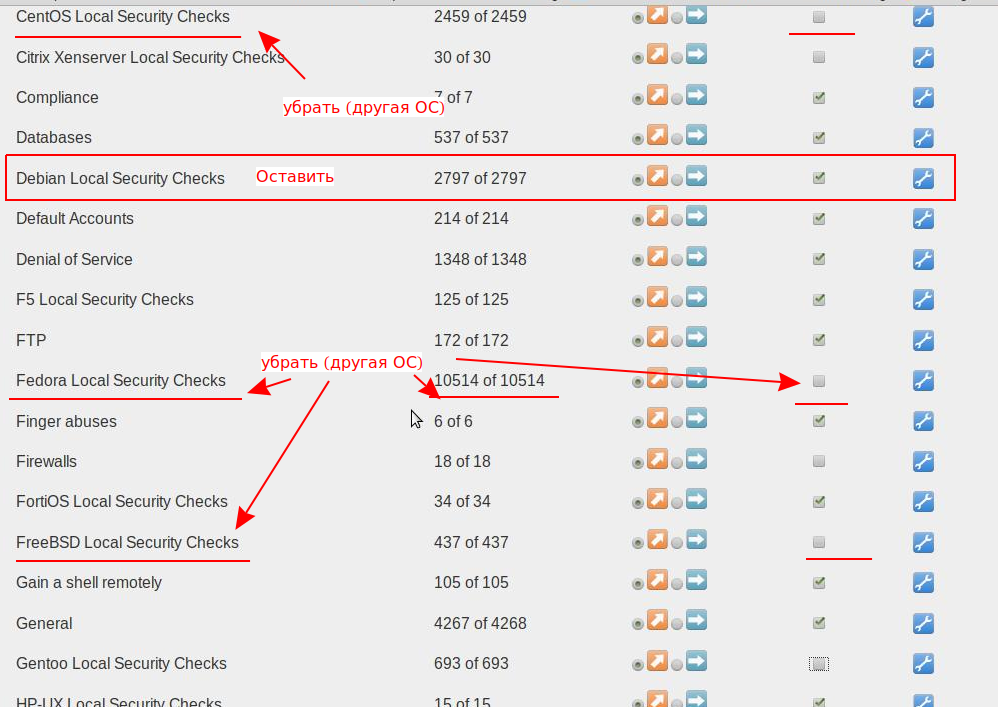 CentOS Local Security Checks 2459 of 2459
Citrix Xenserver Local Security Checks 30 of 30
Compliance 7 of 7
убрать (другая ОС)
Databases 537 of 537
Debian Local Security Checks Оставить 2797 of 2797
Default Accounts 214 of 214
Denial of Service 1348 of 1348
F5 Local Security Checks 125 of 125
FTP 172 of 172
убрать (другая ОС)
Fedora Local Security Checks 10514 of 10514
Finger abuses 6 of 6
Firewalls 18 of 18
FortiOS Local Security Checks 34 of 34
FreeBSD Local Security Checks 437 of 437
Gain a shell remotely 105 of 105
General 4267 of 4268
Gentoo Local Security Checks 693 of 693
HP-UX Local Security Checks 15 of 15